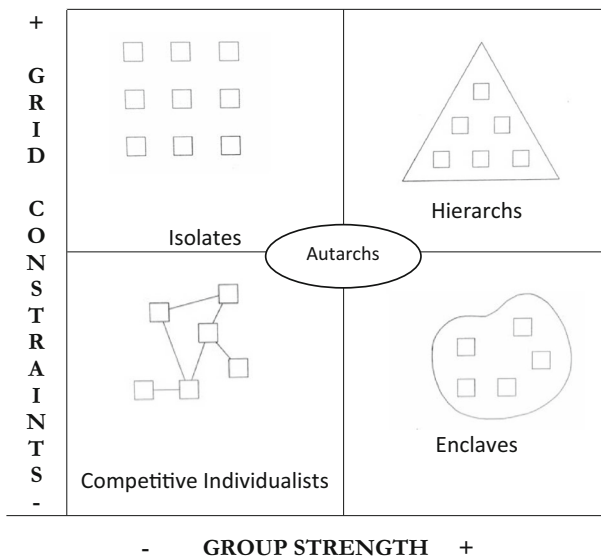 +
GRID CONSTRAINTS
-
Isolates
Hierarchs
Autarchs
Competitive Individualists
Enclaves
- GROUP STRENGTH +